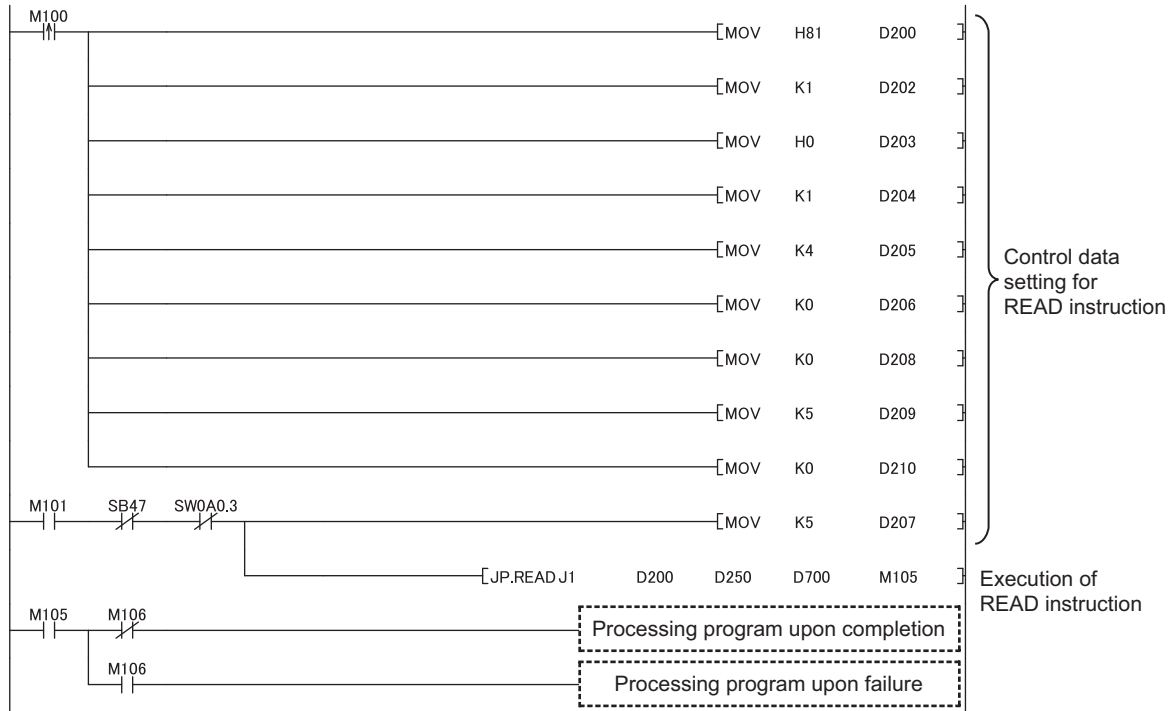 M100
[MOV H81 D200 ]
[MOV K1 D202 ]
[MOV H0 D203 ]
[MOV K1 D204 ]
[MOV K4 D205 ]
Control data
setting for
READ instruction
[MOV K0 D206 ]
[MOV K0 D208 ]
[MOV K5 D209 ]
[MOV K0 D210 ]
M101 SB47 SW0A0.3
[MOV K5 D207 ]
[JP.READ J1 D200 D250 D700 M105 ]
Execution of
READ instruction
M105 M106
Processing program upon completion
M106
Processing program upon failure